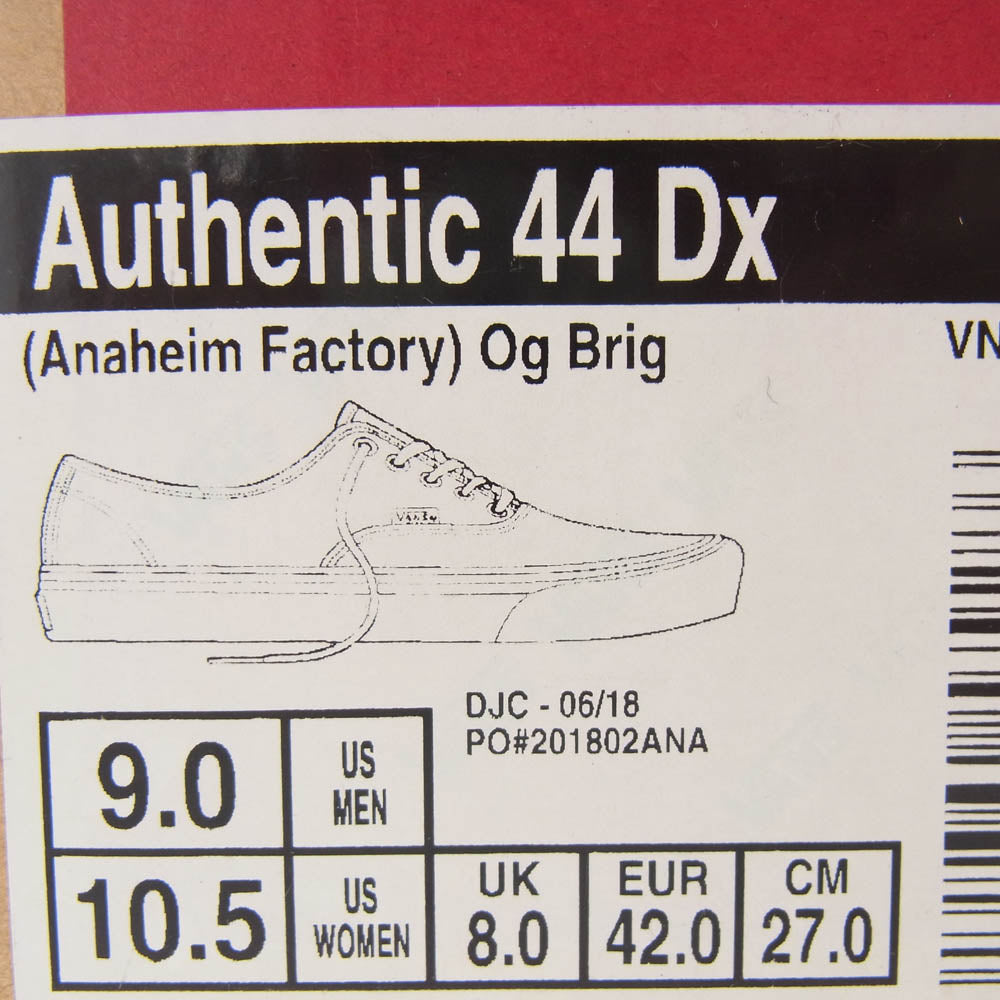 Authentic 44 Dx
(Anaheim Factory) Og Brig
VN
DJC - 06/18
PO#201802ANA
9.0 US MEN
10.5 US WOMEN
UK 8.0
EUR 42.0
CM 27.0